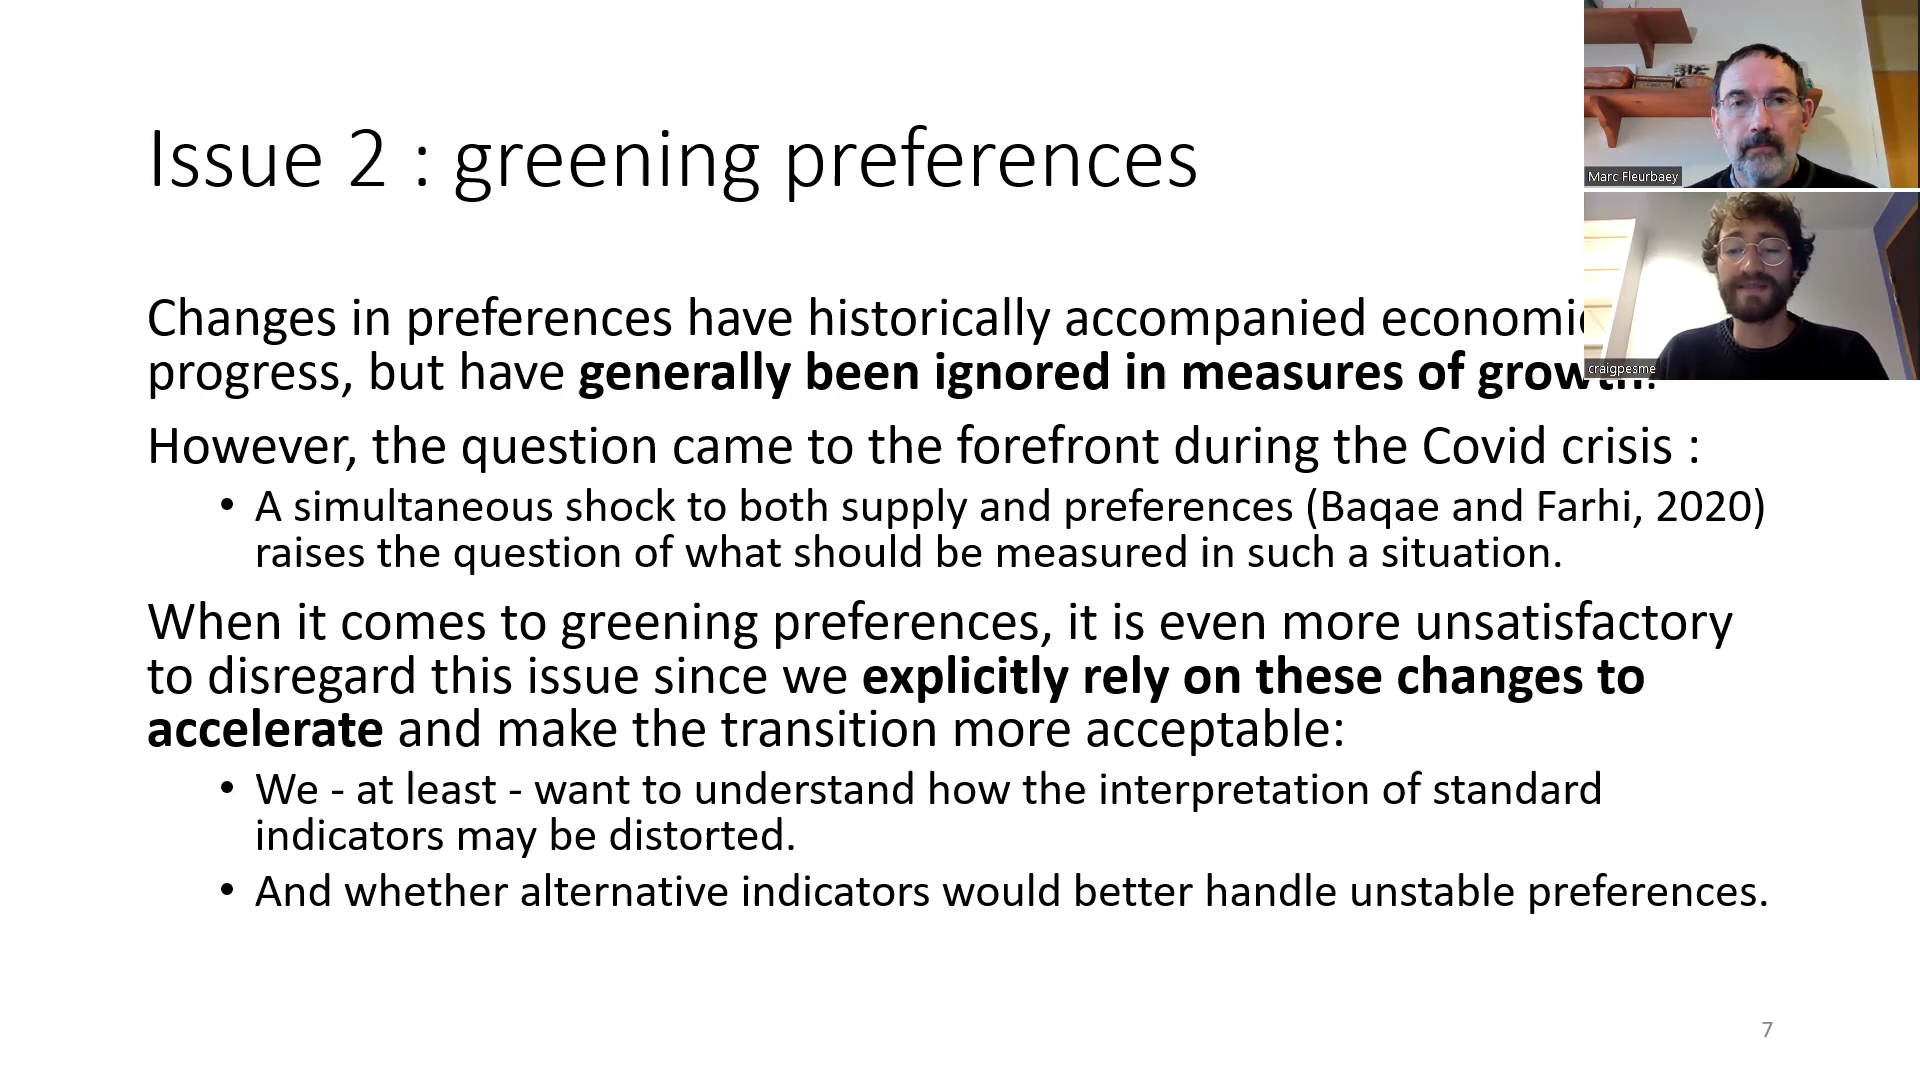 Issue 2 : greening preferences
Marc Fleurbaey
Changes in preferences have historically accompanied economic
progress, but have generally been ignored in measures of growth.
craigpesme
However, the question came to the forefront during the Covid crisis :
• A simultaneous shock to both supply and preferences (Baqae and Farhi, 2020)
raises the question of what should be measured in such a situation.
When it comes to greening preferences, it is even more unsatisfactory
to disregard this issue since we explicitly rely on these changes to
accelerate and make the transition more acceptable:
• We - at least - want to understand how the interpretation of standard
indicators may be distorted.
• And whether alternative indicators would better handle unstable preferences.
7